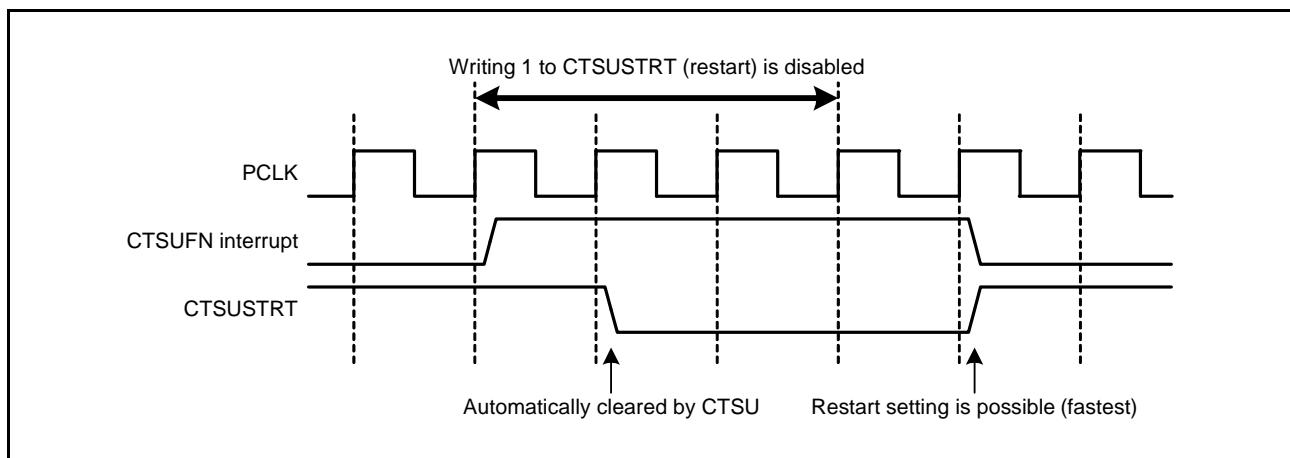 Writing 1 to CTSUSTRT (restart) is disabled
PCLK
CTSUFN interrupt
CTSUSTRT
Automatically cleared by CTSU
Restart setting is possible (fastest)